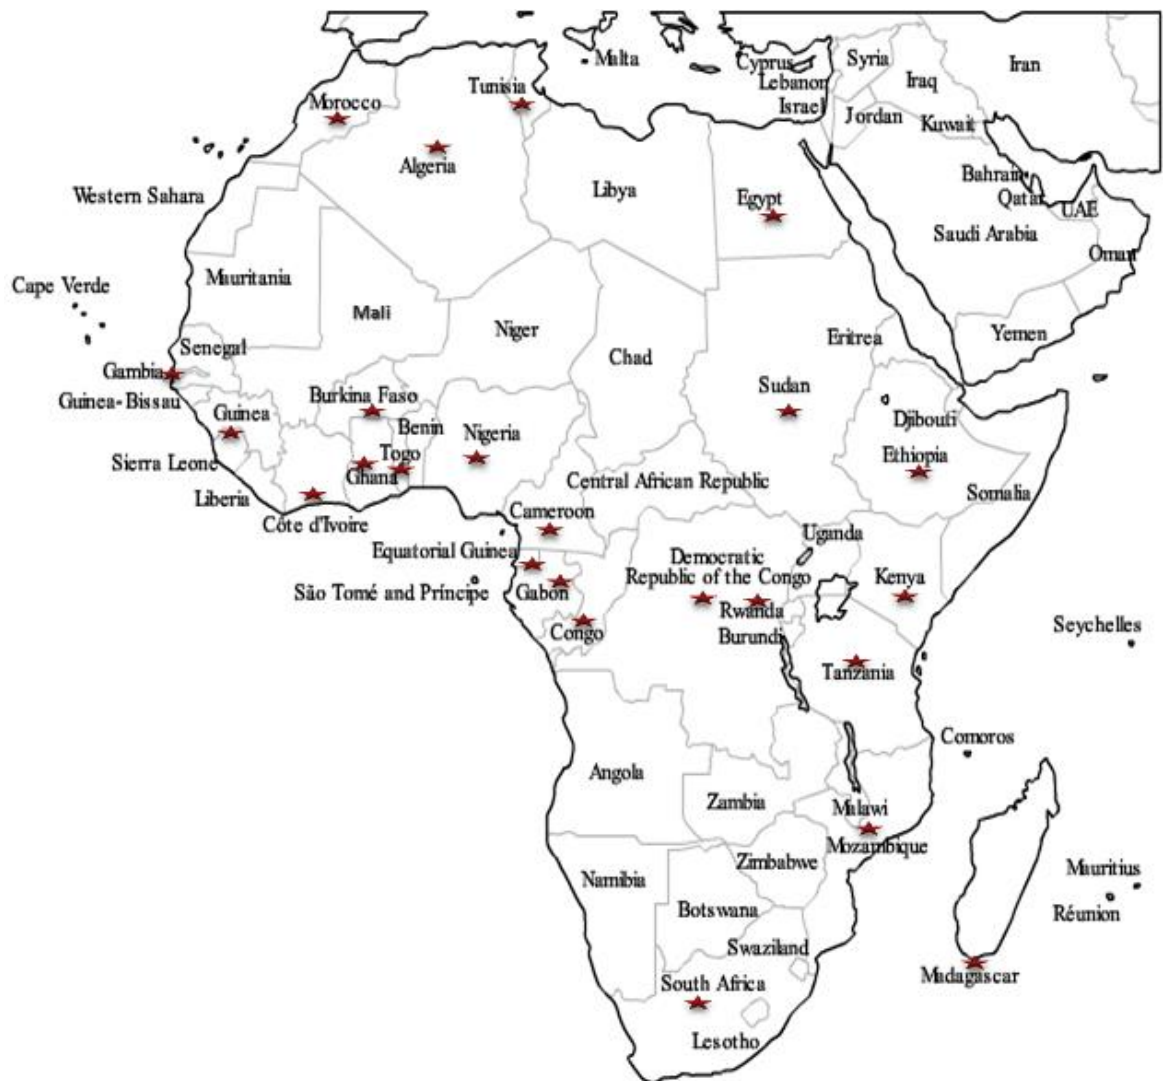 Malta
Cyprus
Syria
Iran
Tunisia
Lebanon
Iraq
Morocco
Israel
Jordan
Kuwait
Algeria
Bahrain
Western Sahara
Libya
Egypt
Qatar
UAE
Saudi Arabia
Oman
Mauritania
Cape Verde
Mali
Niger
Yemen
Senegal
Chad
Eritrea
Gambia
Sudan
Guinea-Bissau
Burkina Faso
Guinea
Benin
Djibouti
Nigeria
Togo
Ethiopia
Sierra Leone
Ghana
Central African Republic
Liberia
Somalia
Cameroon
Côte d'Ivoire
Uganda
Equatorial Guinea
Democratic
Republic of the Congo
Kenya
São Tomé and Príncipe
Gabon
Rwanda
Congo
Burundi
Seychelles
Tanzania
Comoros
Angola
Zambia
Malawi
Mozambique
Zimbabwe
Mauritius
Namibia
Botswana
Réunion
Swaziland
Madagascar
South Africa
Lesotho